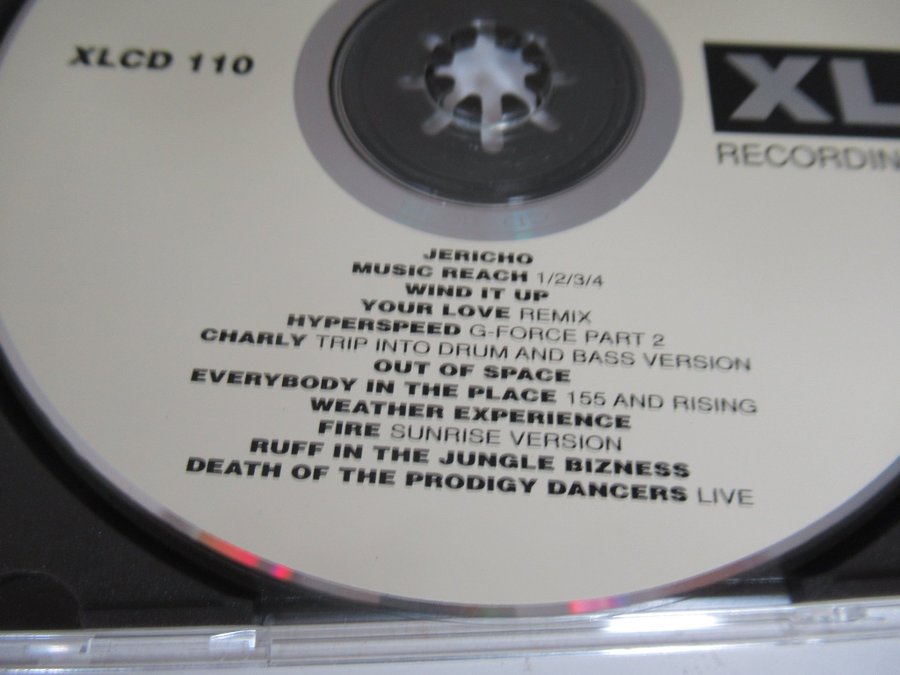 XLCD 110
XL
RECORDIN
JERICHO
MUSIC REACH 1/2/3/4
WIND IT UP
YOUR LOVE REMIX
HYPERSPEED G-FORCE PART 2
CHARLY TRIP INTO DRUM AND BASS VERSION
OUT OF SPACE
EVERYBODY IN THE PLACE 155 AND RISING
WEATHER EXPERIENCE
FIRE SUNRISE VERSION
RUFF IN THE JUNGLE BIZNESS
DEATH OF THE PRODIGY DANCERS LIVE